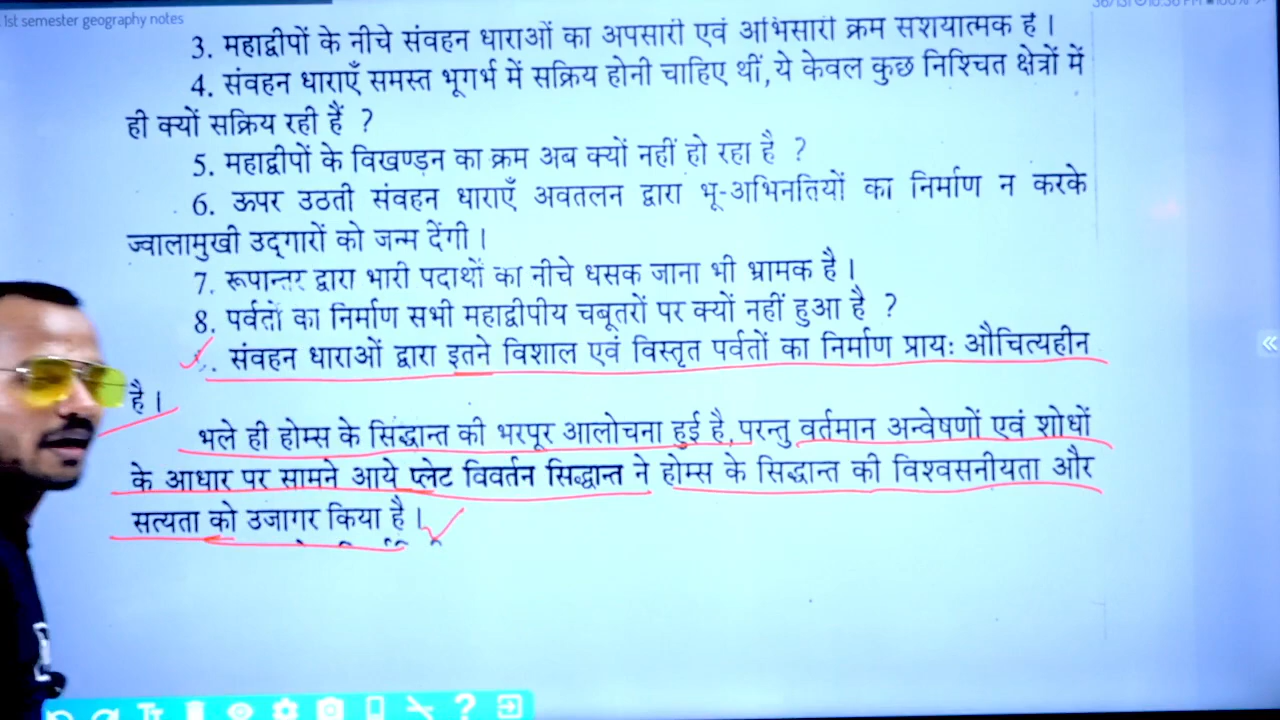 1st semester geography notes
3. महाद्वीपों के नीचे संवहन धाराओं का अपसारी एवं अभिसारी क्रम संशयात्मक है ।
4. संवहन धाराएँ समस्त भूगर्भ में सक्रिय होनी चाहिए थीं, ये केवल कुछ निश्चित क्षेत्रों में
ही क्यों सक्रिय रही हैं ?
5. महाद्वीपों के विखण्डन का क्रम अब क्यों नहीं हो रहा है ?
6. ऊपर उठती संवहन धाराएँ अवतलन द्वारा भू-अभिनतियों का निर्माण न करके
ज्वालामुखी उद्गारों को जन्म देंगी ।
7. रूपान्तर द्वारा भारी पदार्थों का नीचे धसक जाना भी भ्रामक है ।
8. पर्वतों का निर्माण सभी महाद्वीपीय चबूतरों पर क्यों नहीं हुआ है ?
संवहन धाराओं द्वारा इतने विशाल एवं विस्तृत पर्वतों का निर्माण प्रायः औचित्यहीन
है ।
भले ही होम्स के सिद्धान्त की भरपूर आलोचना हुई है, परन्तु वर्तमान अन्वेषणों एवं शोधों
के आधार पर सामने आये प्लेट विवर्तन सिद्धान्त ने होम्स के सिद्धान्त की विश्वसनीयता और
सत्यता को उजागर किया है ।